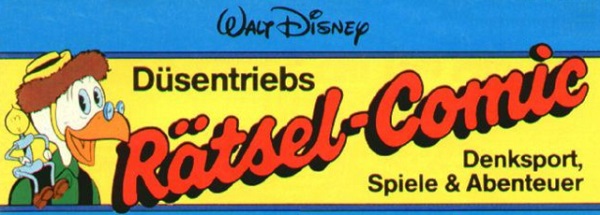 Walt Disney
Düsentriebs
Rätsel-Comic
Denksport,
Spiele & Abenteuer